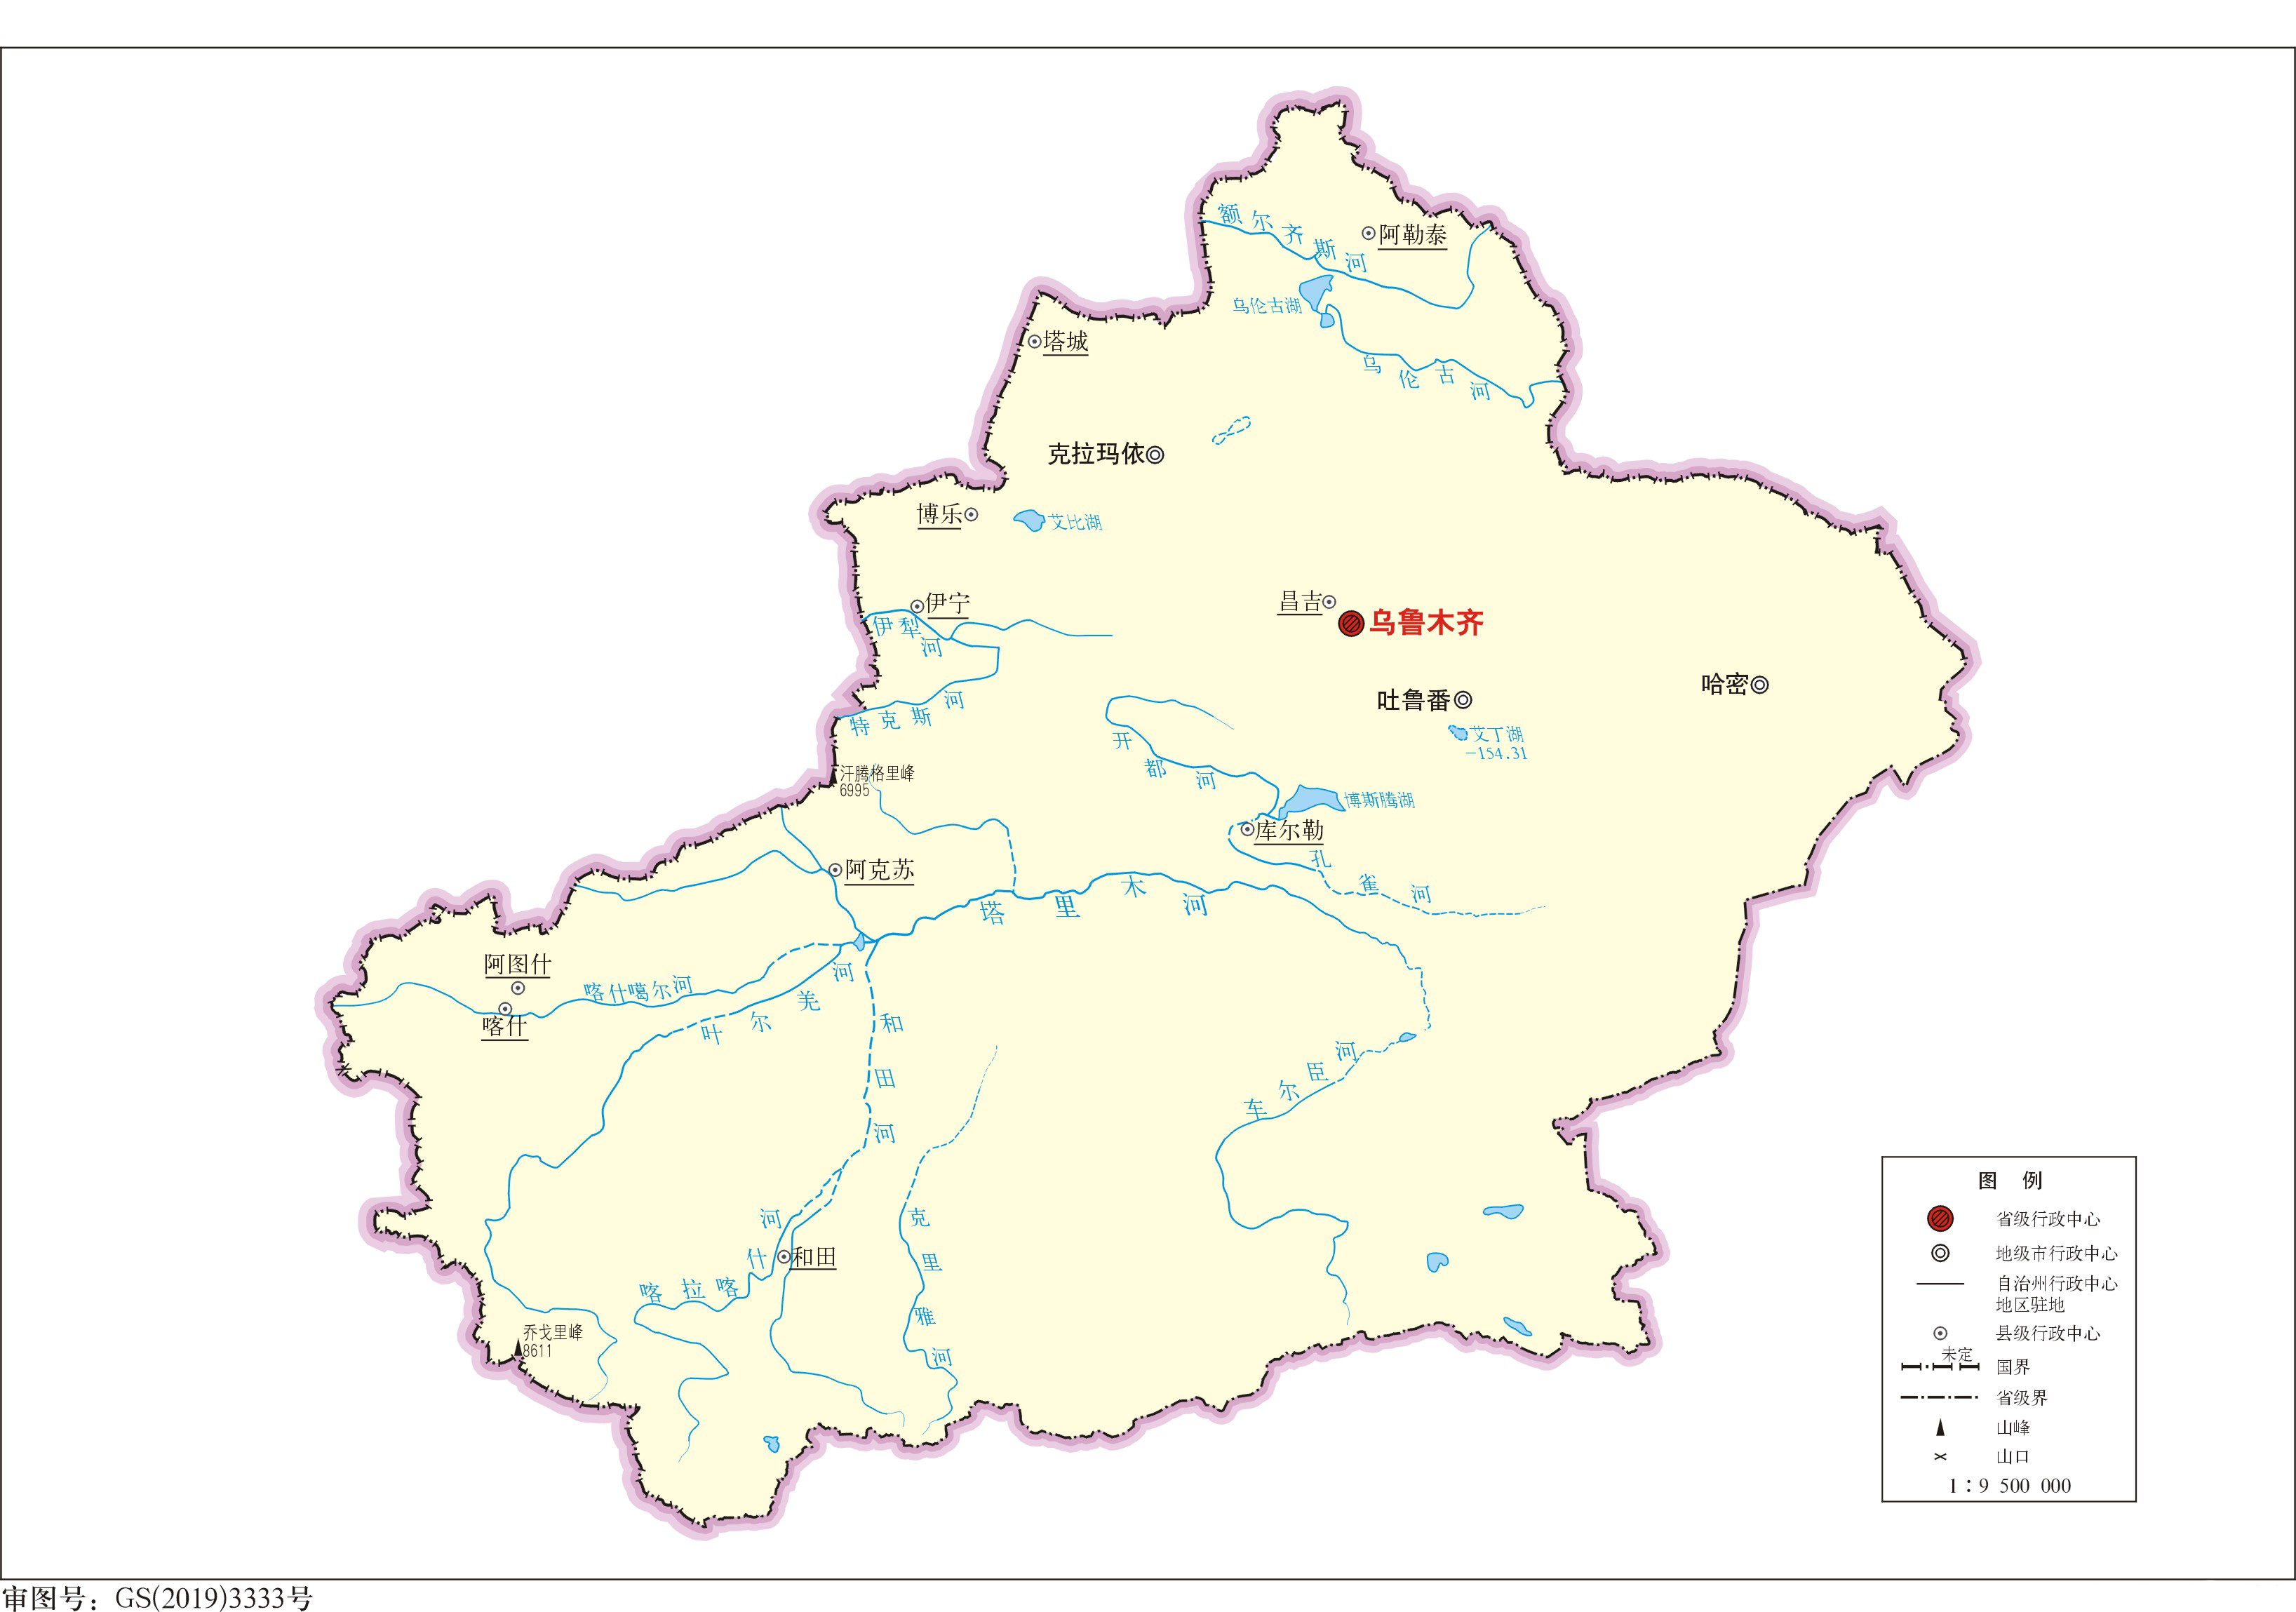 额尔齐斯河
阿勒泰
乌伦古湖
塔城
乌伦古河
克拉玛依
博乐
艾比湖
伊宁
昌吉
乌鲁木齐
伊犁河
哈密
吐鲁番
特克斯河
艾丁湖
-154.31
开都河
汗腾格里峰
6995
博斯腾湖
库尔勒
孔雀河
阿克苏
塔里木河
阿图什
喀什噶尔河
喀什
叶尔羌河
和田河
车尔臣河
克里雅河
喀拉喀什河
和田
乔戈里峰
8611
图 例
省级行政中心
地级市行政中心
自治州行政中心
地区驻地
县级行政中心
未定
国界
省级界
山峰
山口
1：9 500 000
审图号：GS(2019)3333号